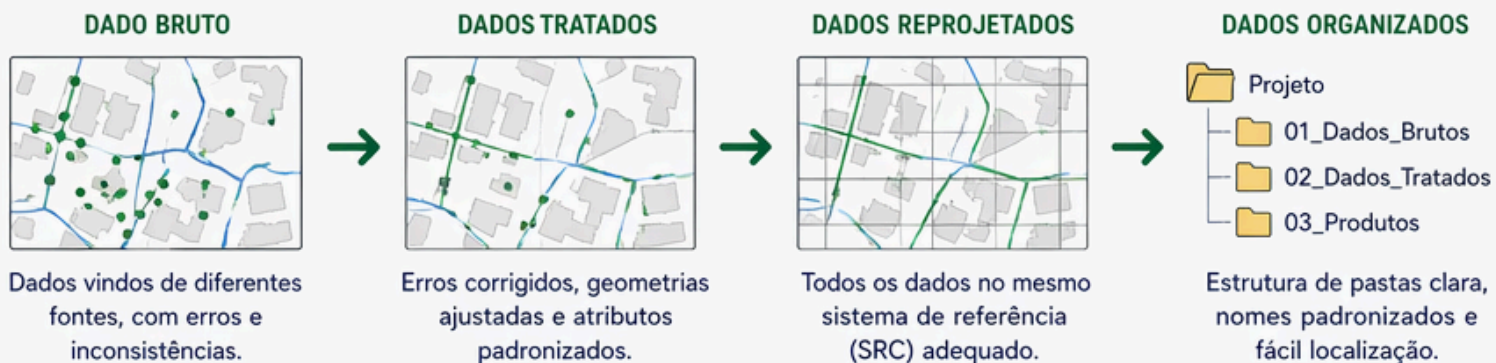 DADO BRUTO
DADOS TRATADOS
DADOS REPROJETADOS
DADOS ORGANIZADOS
Projeto
01_Dados_Brutos
02_Dados_Tratados
03_Produtos
Dados vindos de diferentes
fontes, com erros e
inconsistências.
Erros corrigidos, geometrias
ajustadas e atributos
padronizados.
Todos os dados no mesmo
sistema de referência
(SRC) adequado.
Estrutura de pastas clara,
nomes padronizados e
fácil localização.